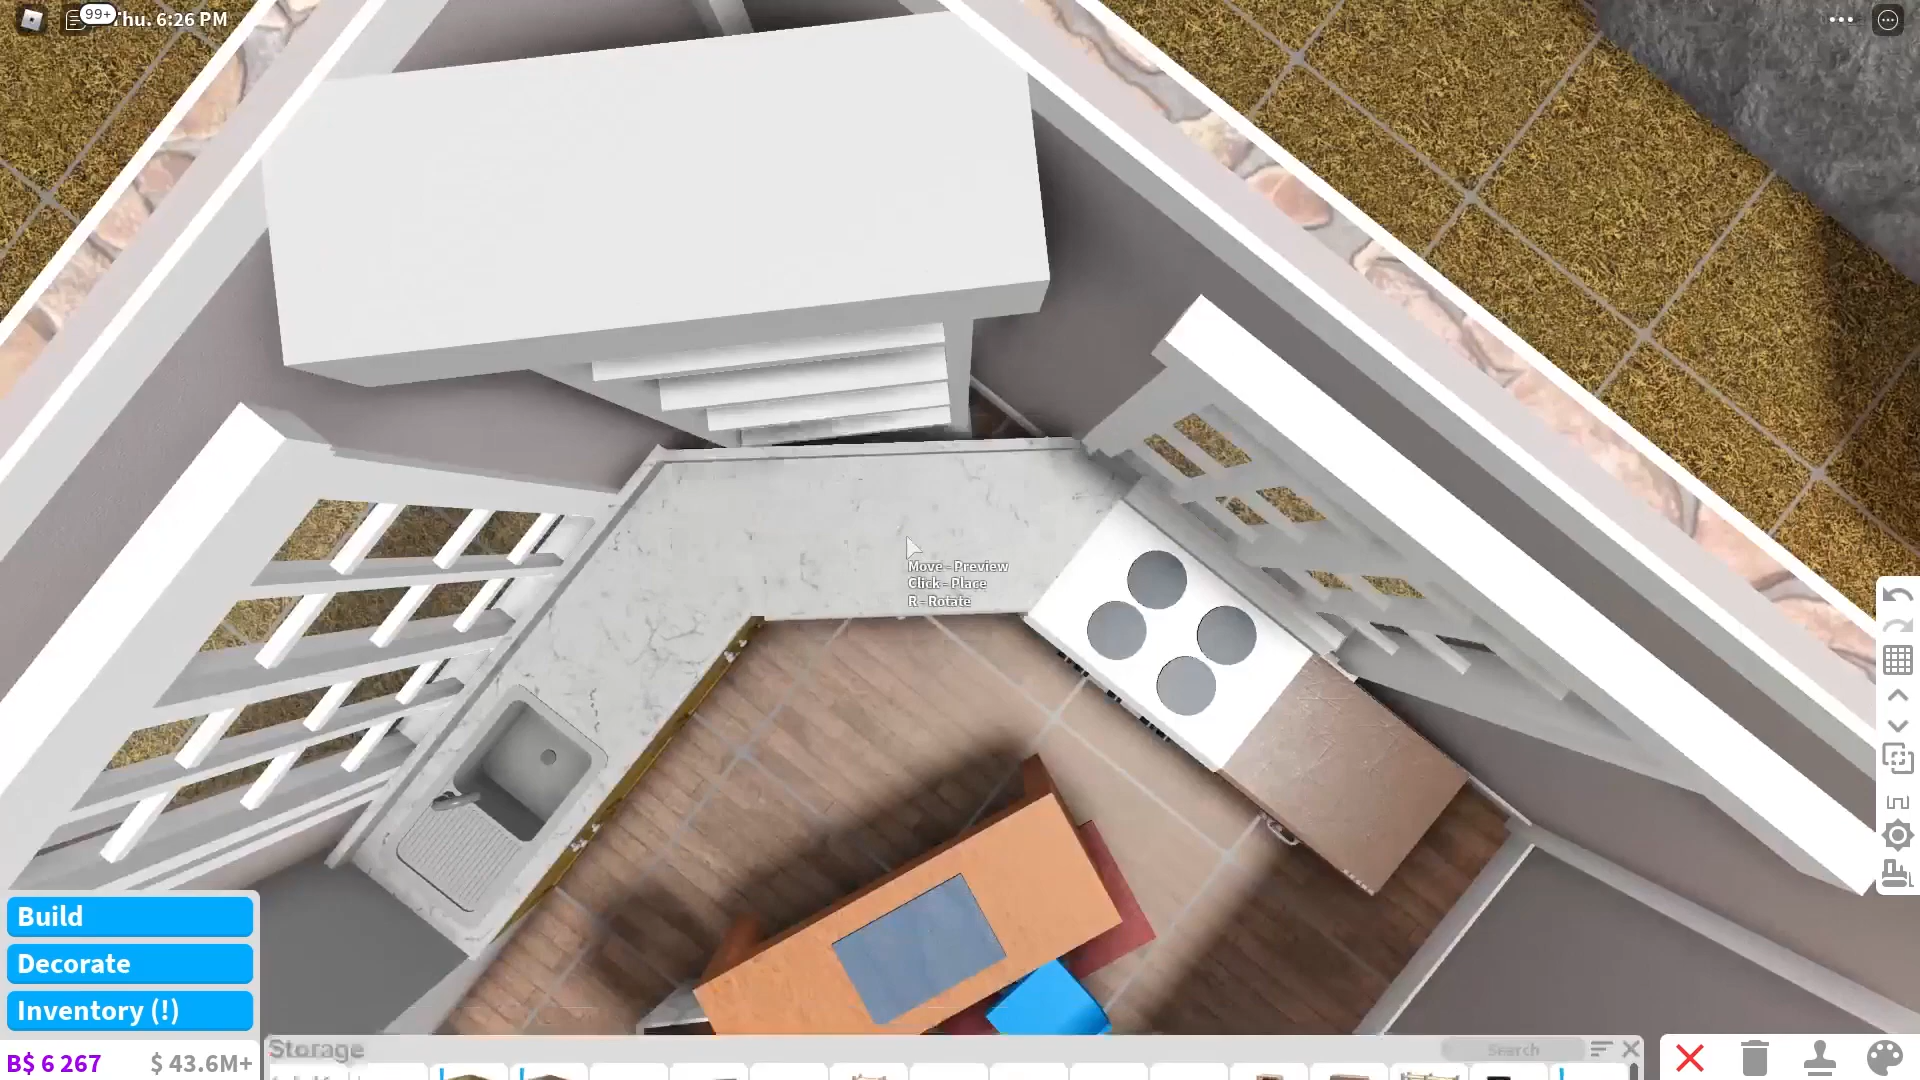 99+
Thu. 6:26 PM
Move - Preview
Click - Place
R - Rotate
Build
Decorate
Inventory (!)
B$ 6 267
$ 43.6M+
Storage
Search